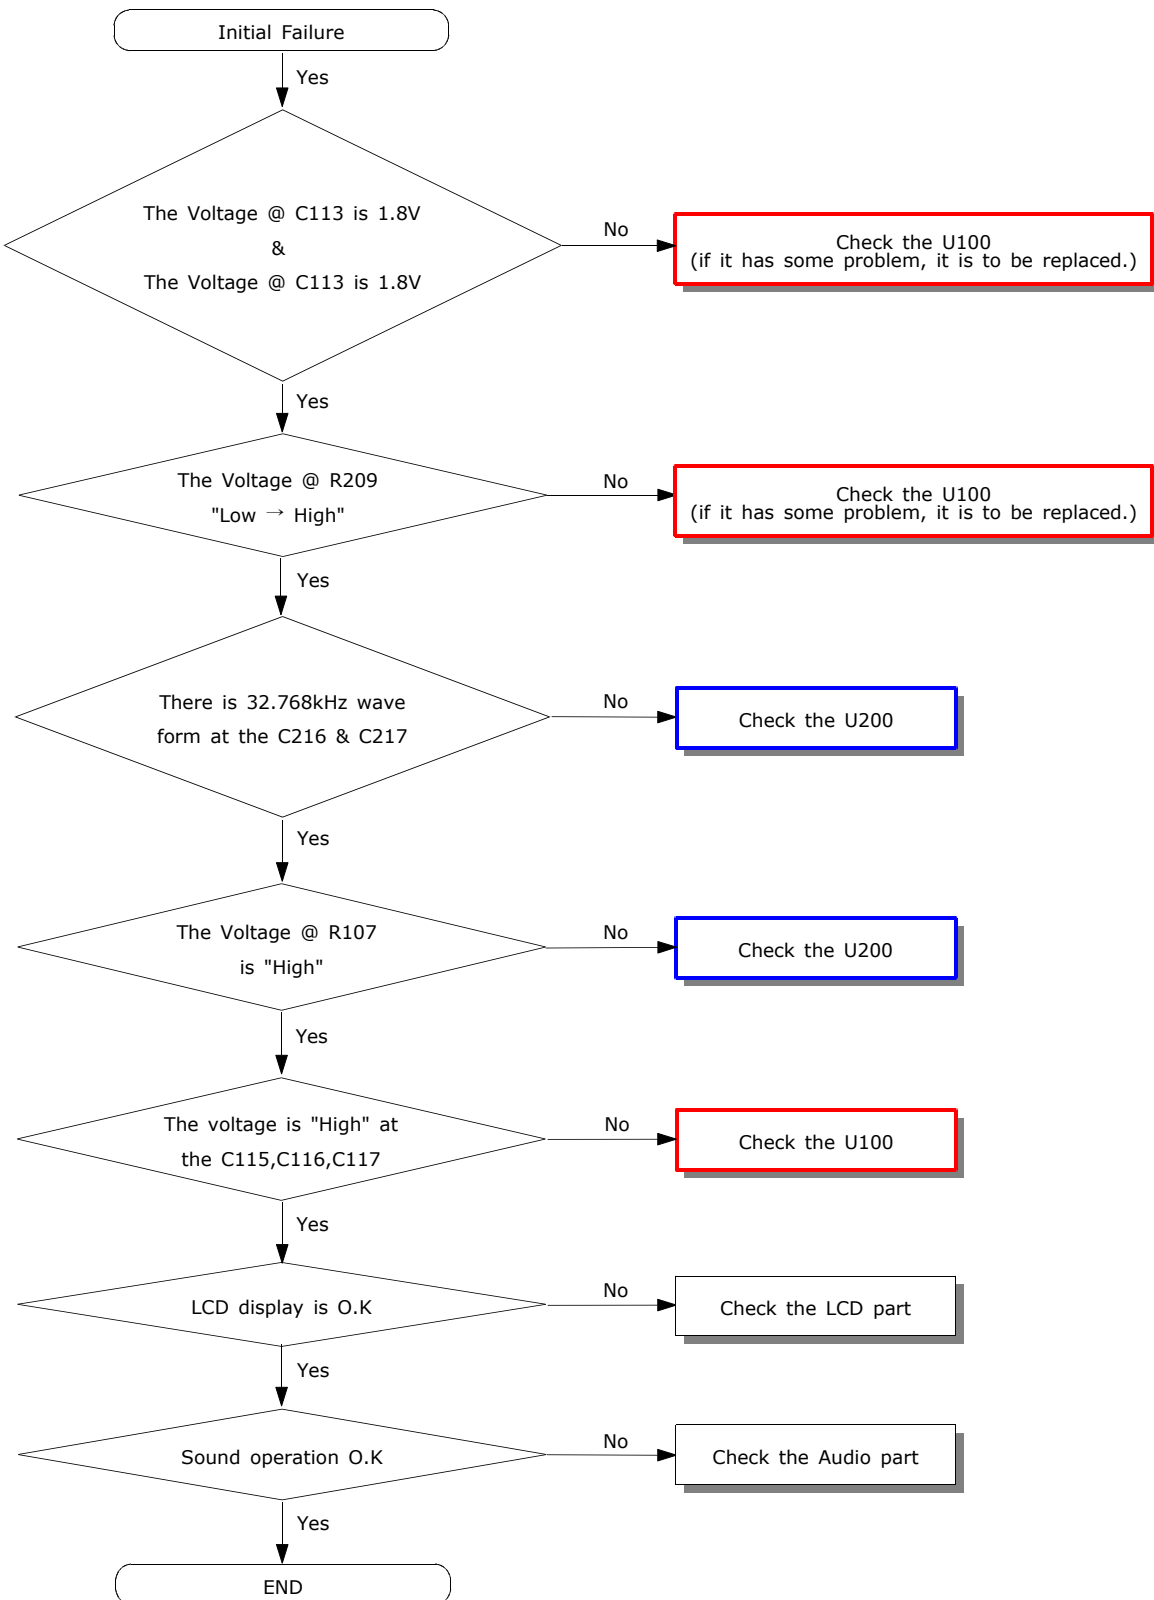 Initial Failure
Yes
The Voltage @ C113 is 1.8V
&
The Voltage @ C113 is 1.8V
No
Check the U100
(if it has some problem, it is to be replaced.)
Yes
The Voltage @ R209
"Low → High"
No
Check the U100
(if it has some problem, it is to be replaced.)
Yes
There is 32.768kHz wave
form at the C216 & C217
No
Check the U200
Yes
The Voltage @ R107
is "High"
No
Check the U200
Yes
The voltage is "High" at
the C115,C116,C117
No
Check the U100
Yes
LCD display is O.K
No
Check the LCD part
Yes
Sound operation O.K
No
Check the Audio part
Yes
END